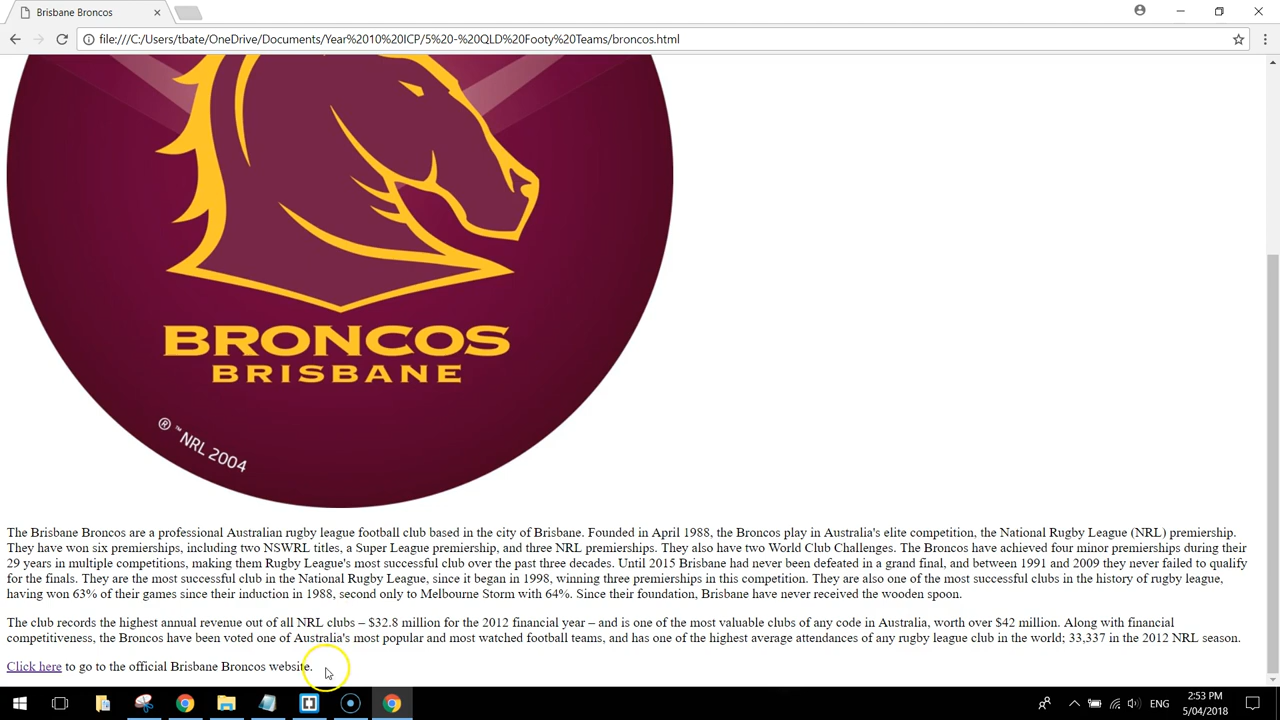 Brisbane Broncos
file:///C:/Users/tbate/OneDrive/Documents/Year%2010%20ICP/5%20-%20QLD%20Footy%20Teams/broncos.html
BRONCOS
BRISBANE
® ™ NRL 2004
The Brisbane Broncos are a professional Australian rugby league football club based in the city of Brisbane. Founded in April 1988, the Broncos play in Australia's elite competition, the National Rugby League (NRL) premiership.
They have won six premierships, including two NSWRL titles, a Super League premiership, and three NRL premierships. They also have two World Club Challenges. The Broncos have achieved four minor premierships during their
29 years in multiple competitions, making them Rugby League's most successful club over the past three decades. Until 2015 Brisbane had never been defeated in a grand final, and between 1991 and 2009 they never failed to qualify
for the finals. They are the most successful club in the National Rugby League, since it began in 1998, winning three premierships in this competition. They are also one of the most successful clubs in the history of rugby league,
having won 63% of their games since their induction in 1988, second only to Melbourne Storm with 64%. Since their foundation, Brisbane have never received the wooden spoon.
The club records the highest annual revenue out of all NRL clubs – $32.8 million for the 2012 financial year – and is one of the most valuable clubs of any code in Australia, worth over $42 million. Along with financial
competitiveness, the Broncos have been voted one of Australia's most popular and most watched football teams, and has one of the highest average attendances of any rugby league club in the world; 33,337 in the 2012 NRL season.
Click here to go to the official Brisbane Broncos website.
ENG
2:53 PM
5/04/2018